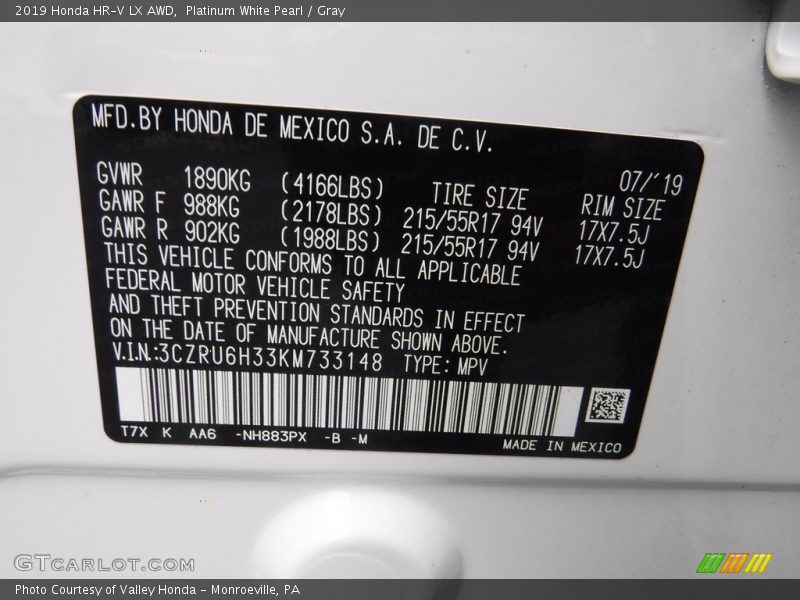 2019 Honda HR-V LX AWD,  Platinum White Pearl / Gray
MFD.BY HONDA DE MEXICO S.A. DE C.V.
07/'19
GVWR 1890KG (4166LBS) TIRE SIZE RIM SIZE
GAWR F 988KG (2178LBS) 215/55R17 94V 17X7.5J
GAWR R 902KG (1988LBS) 215/55R17 94V 17X7.5J
THIS VEHICLE CONFORMS TO ALL APPLICABLE
FEDERAL MOTOR VEHICLE SAFETY
AND THEFT PREVENTION STANDARDS IN EFFECT
ON THE DATE OF MANUFACTURE SHOWN ABOVE.
V.I.N.:3CZRU6H33KM733148 TYPE: MPV
T7X K AA6 -NH883PX -B -M
MADE IN MEXICO
GTCARLOT.COM
Photo Courtesy of Valley Honda - Monroeville, PA